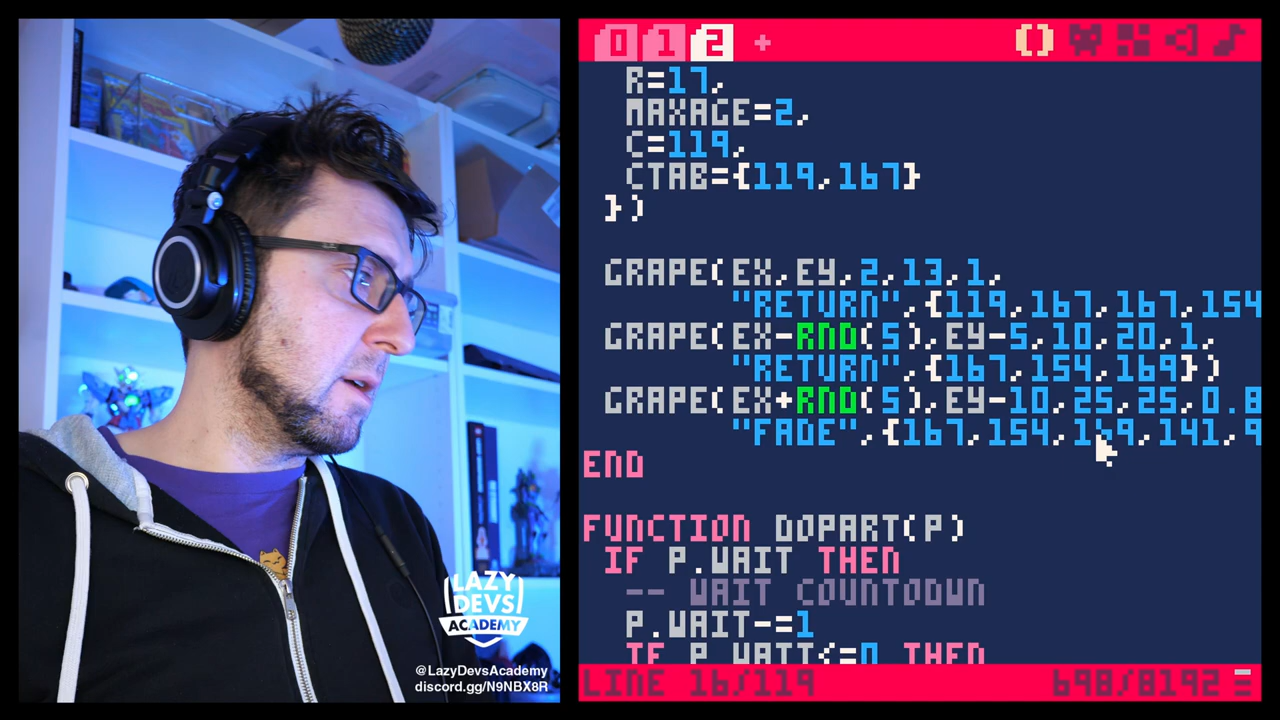 LAZY
DEVS
ACADEMY
@LazyDevsAcademy
discord.gg/N9NBX8R
0 1 2 +
R=17,
MAXAGE=2,
C=119,
CTAB={119,167}
})
GRAPE(EX,EY,2,13,1,
"RETURN",{119,167,167,154
GRAPE(EX-RND(5),EY-5,10,20,1,
"RETURN",{167,154,169})
GRAPE(EX+RND(5),EY-10,25,25,0.8
"FADE",{167,154,169,141,9
END
FUNCTION DOPART(P)
IF P.WAIT THEN
-- WAIT COUNTDOWN
P.WAIT-=1
IF P.WAIT<=0 THEN
LINE 16/119
698/8192